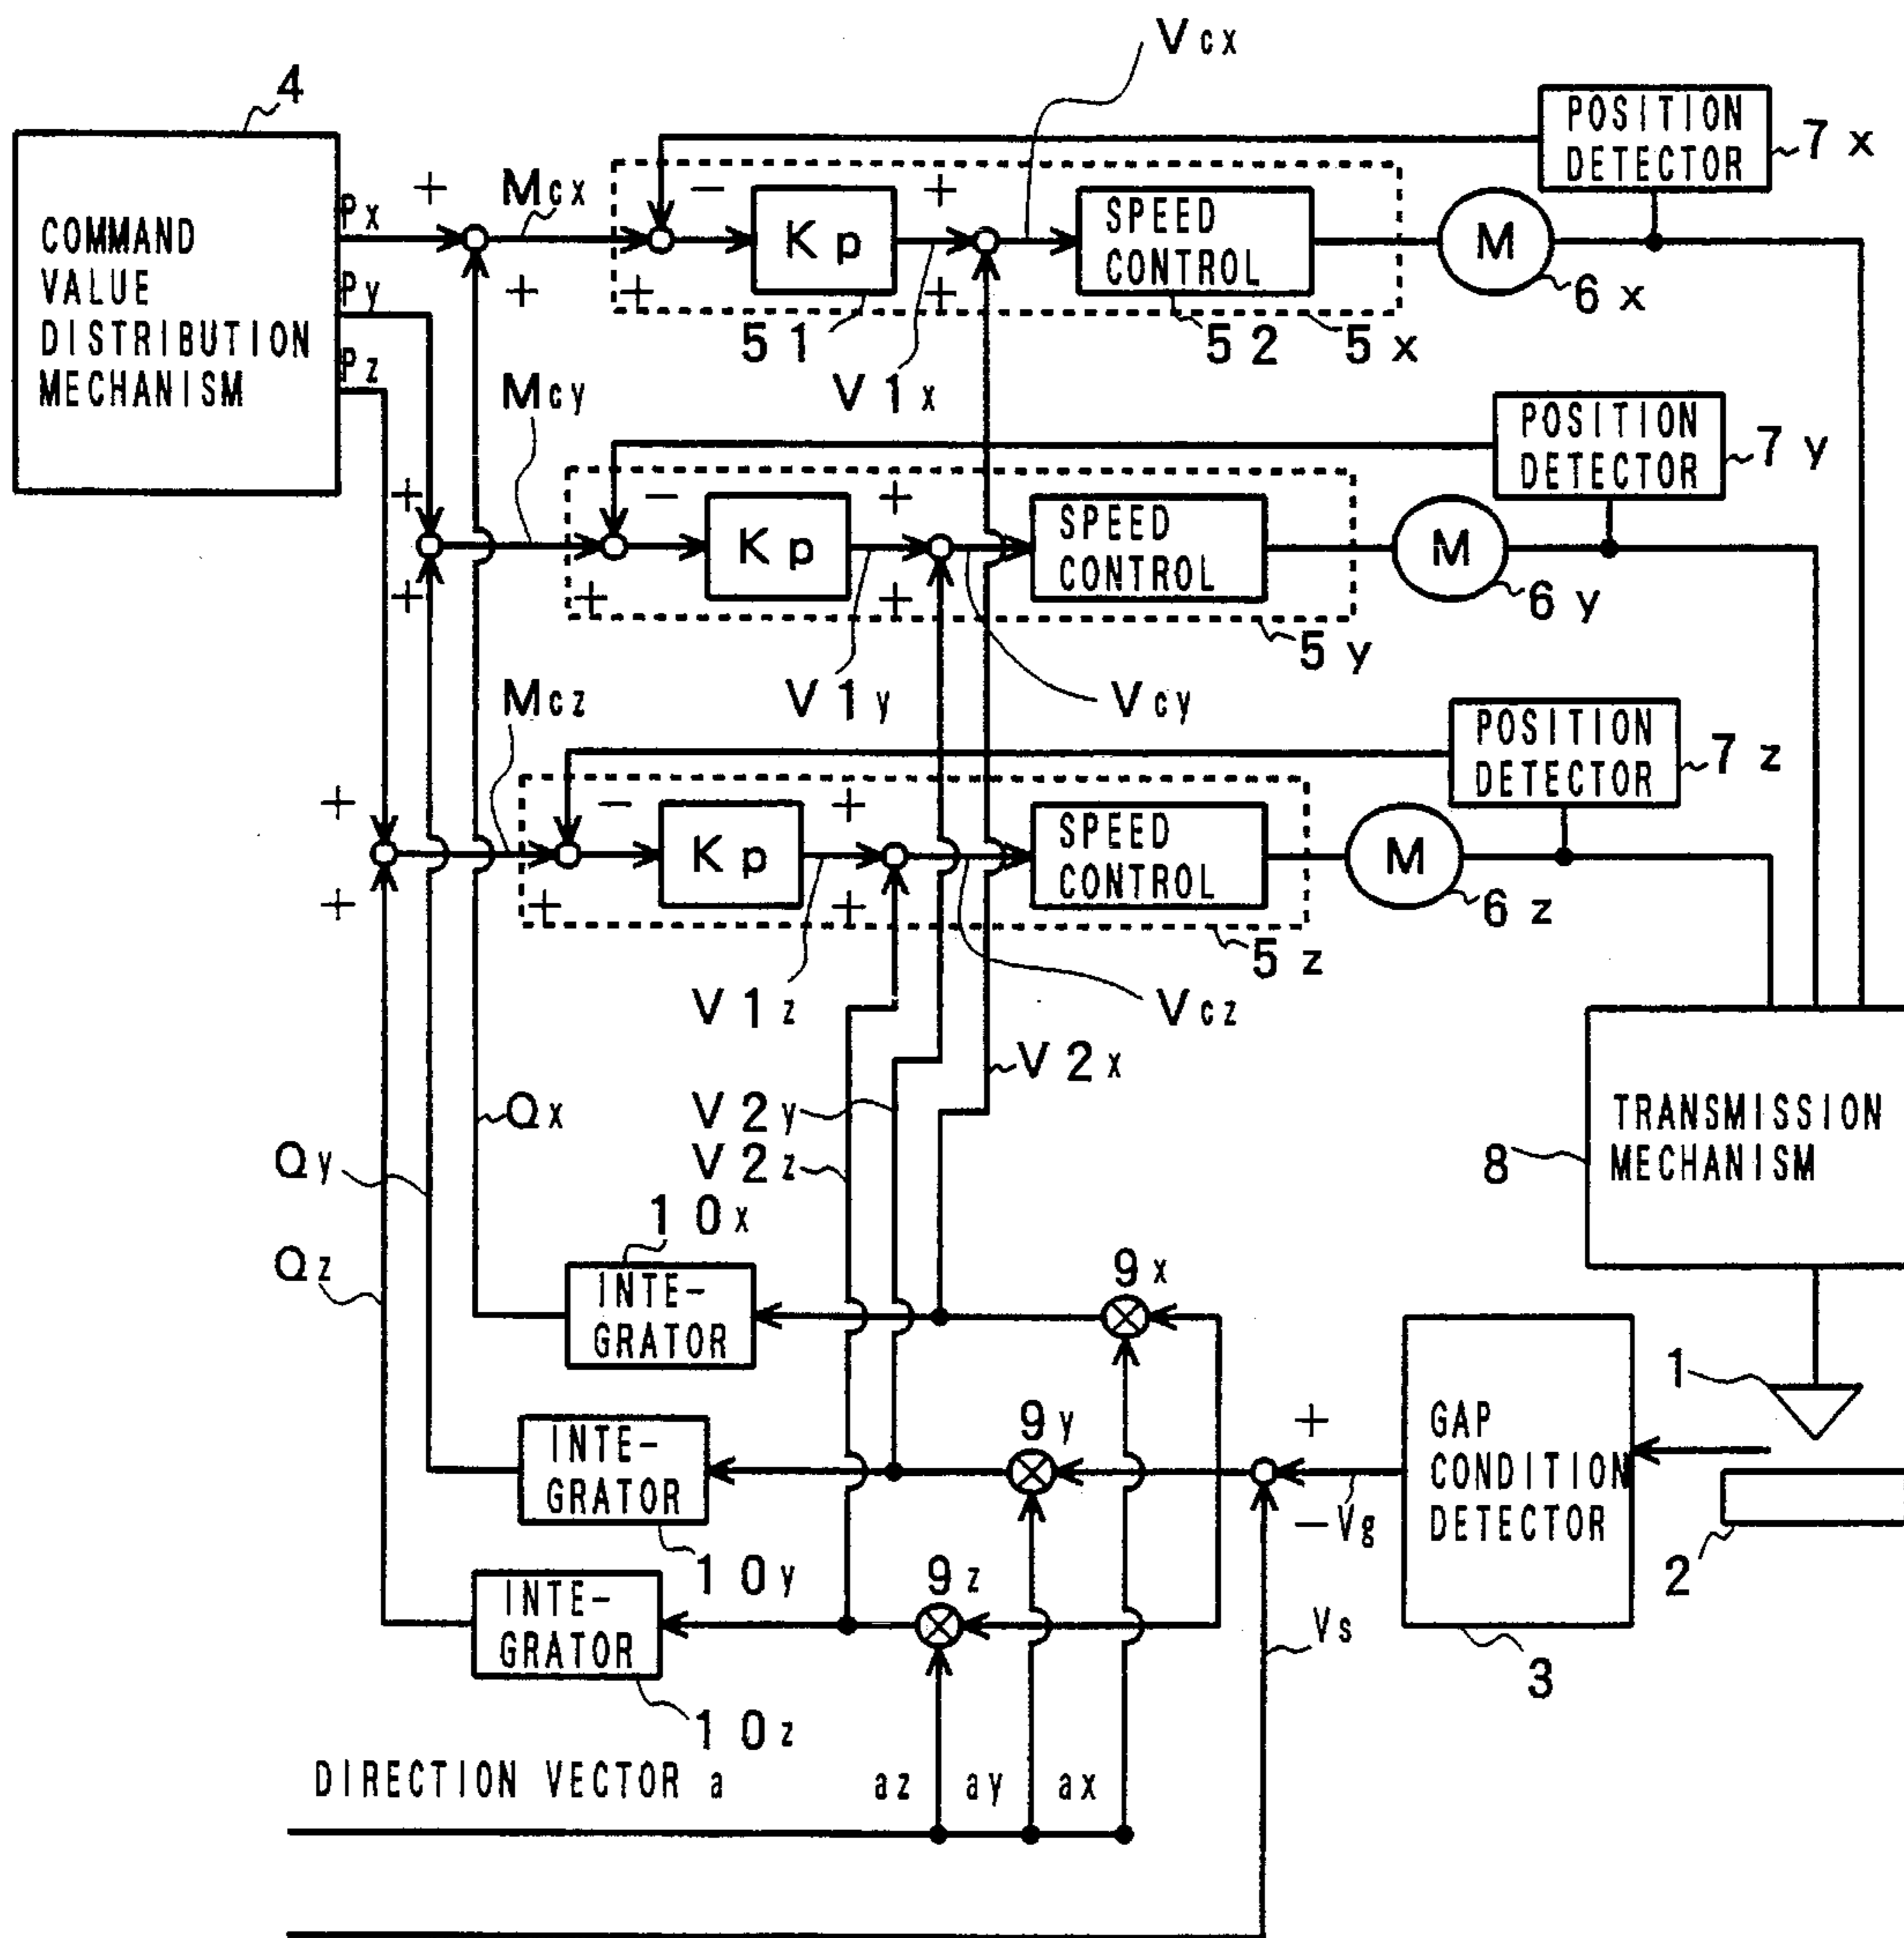 Vcx
4
POSITION
DETECTOR
7x
COMMAND
VALUE
DISTRIBUTION
MECHANISM
Px
Py
Pz
+
+
Mcx
−
+
Kp
51
+
+
V1x
SPEED
CONTROL
52
5x
M
6x
Mcy
POSITION
DETECTOR
7y
+
+
−
+
Kp
+
+
SPEED
CONTROL
M
6y
5y
V1y
Vcy
Mcz
POSITION
DETECTOR
7z
+
+
−
+
Kp
+
+
SPEED
CONTROL
M
6z
5z
V1z
Vcz
V2x
Qx
V2y
V2z
Qy
Qz
TRANSMISSION
MECHANISM
8
10x
INTE-
GRATOR
9x
1
GAP
CONDITION
DETECTOR
+
−Vg
9y
INTE-
GRATOR
10y
2
9z
INTE-
GRATOR
10z
Vs
3
DIRECTION VECTOR a
az
ay
ax